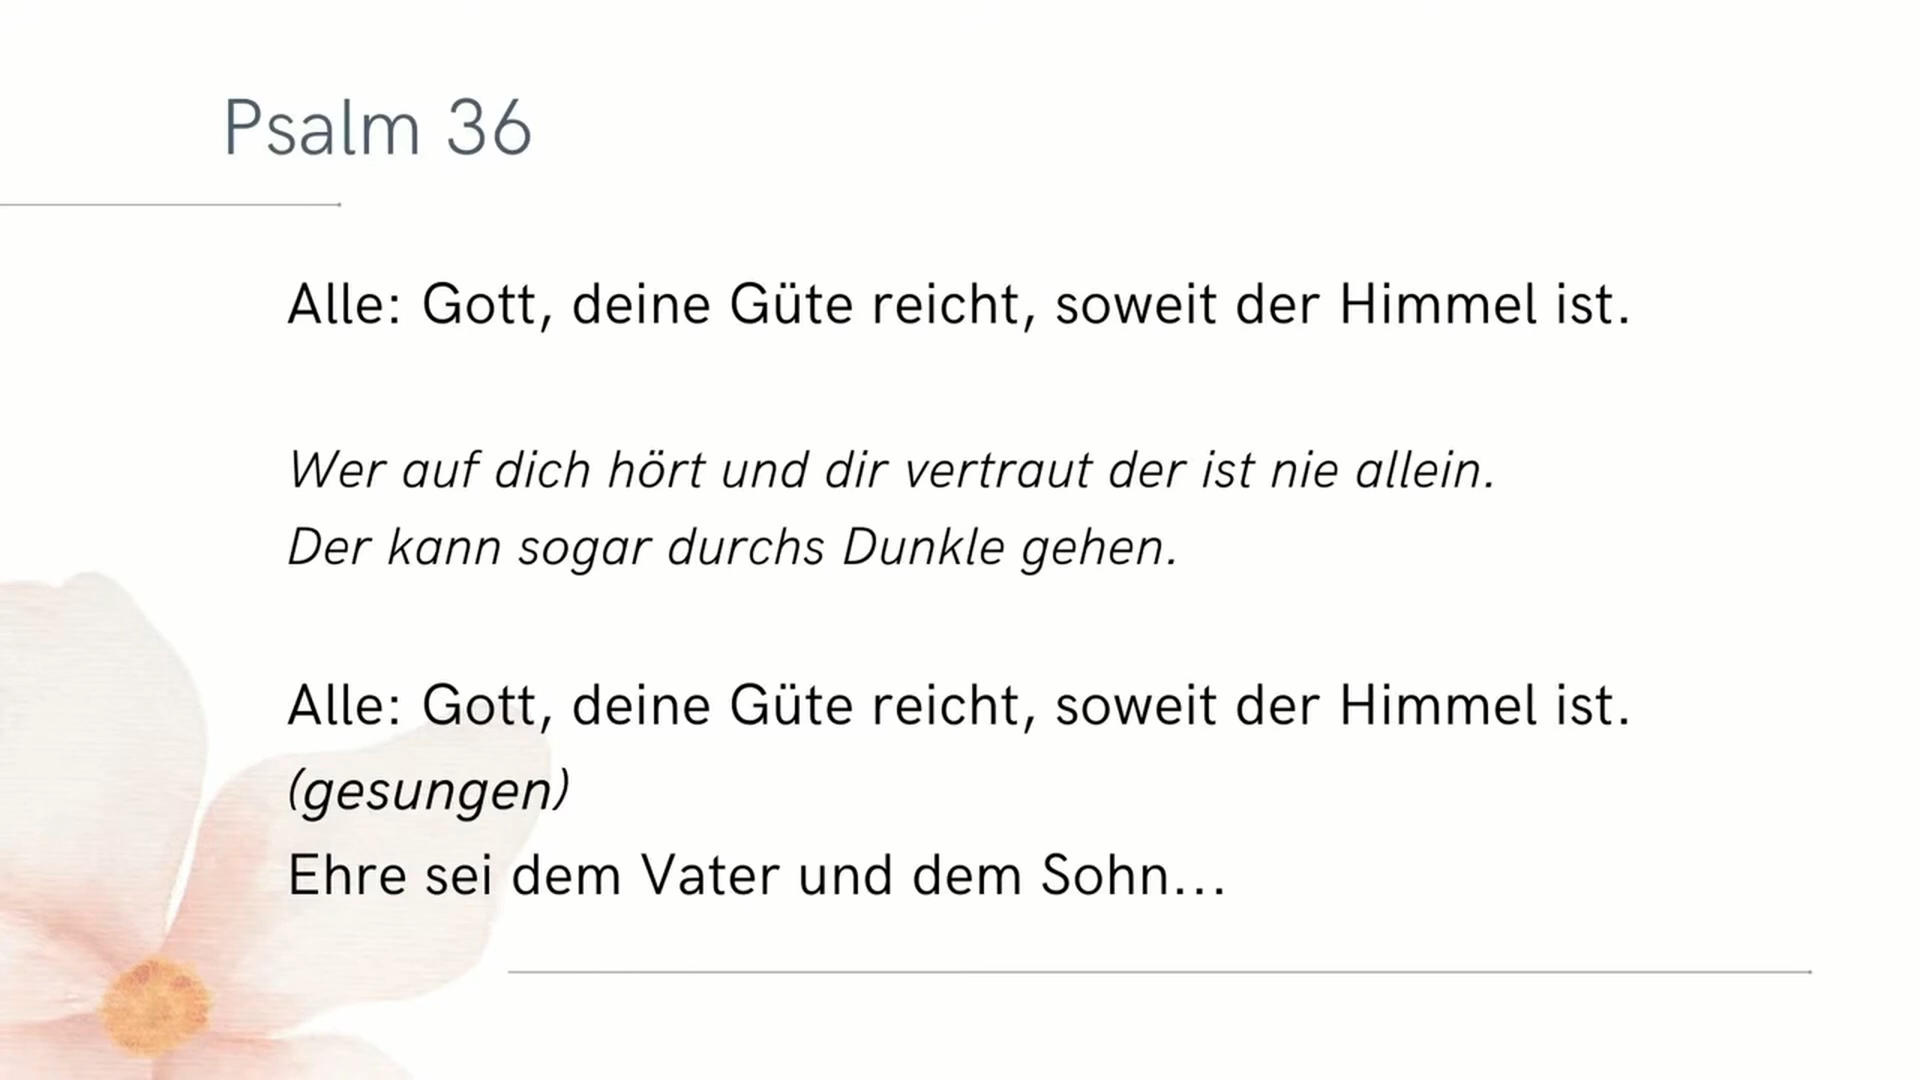 Psalm 36
Alle: Gott, deine Güte reicht, soweit der Himmel ist.
Wer auf dich hört und dir vertraut der ist nie allein.
Der kann sogar durchs Dunkle gehen.
Alle: Gott, deine Güte reicht, soweit der Himmel ist.
(gesungen)
Ehre sei dem Vater und dem Sohn...